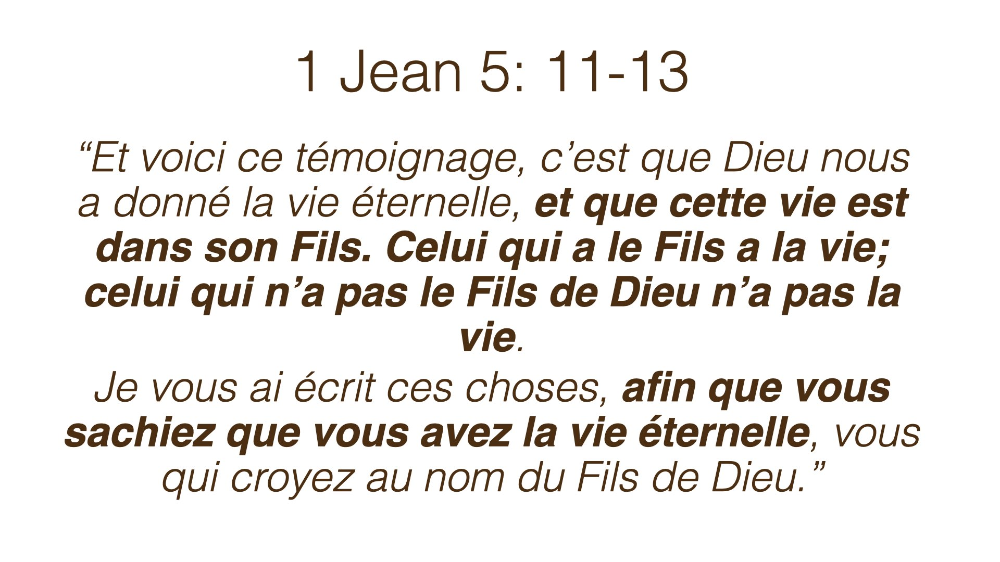 1 Jean 5: 11-13
“Et voici ce témoignage, c’est que Dieu nous
a donné la vie éternelle, et que cette vie est
dans son Fils. Celui qui a le Fils a la vie;
celui qui n’a pas le Fils de Dieu n’a pas la
vie.
Je vous ai écrit ces choses, afin que vous
sachiez que vous avez la vie éternelle, vous
qui croyez au nom du Fils de Dieu.”